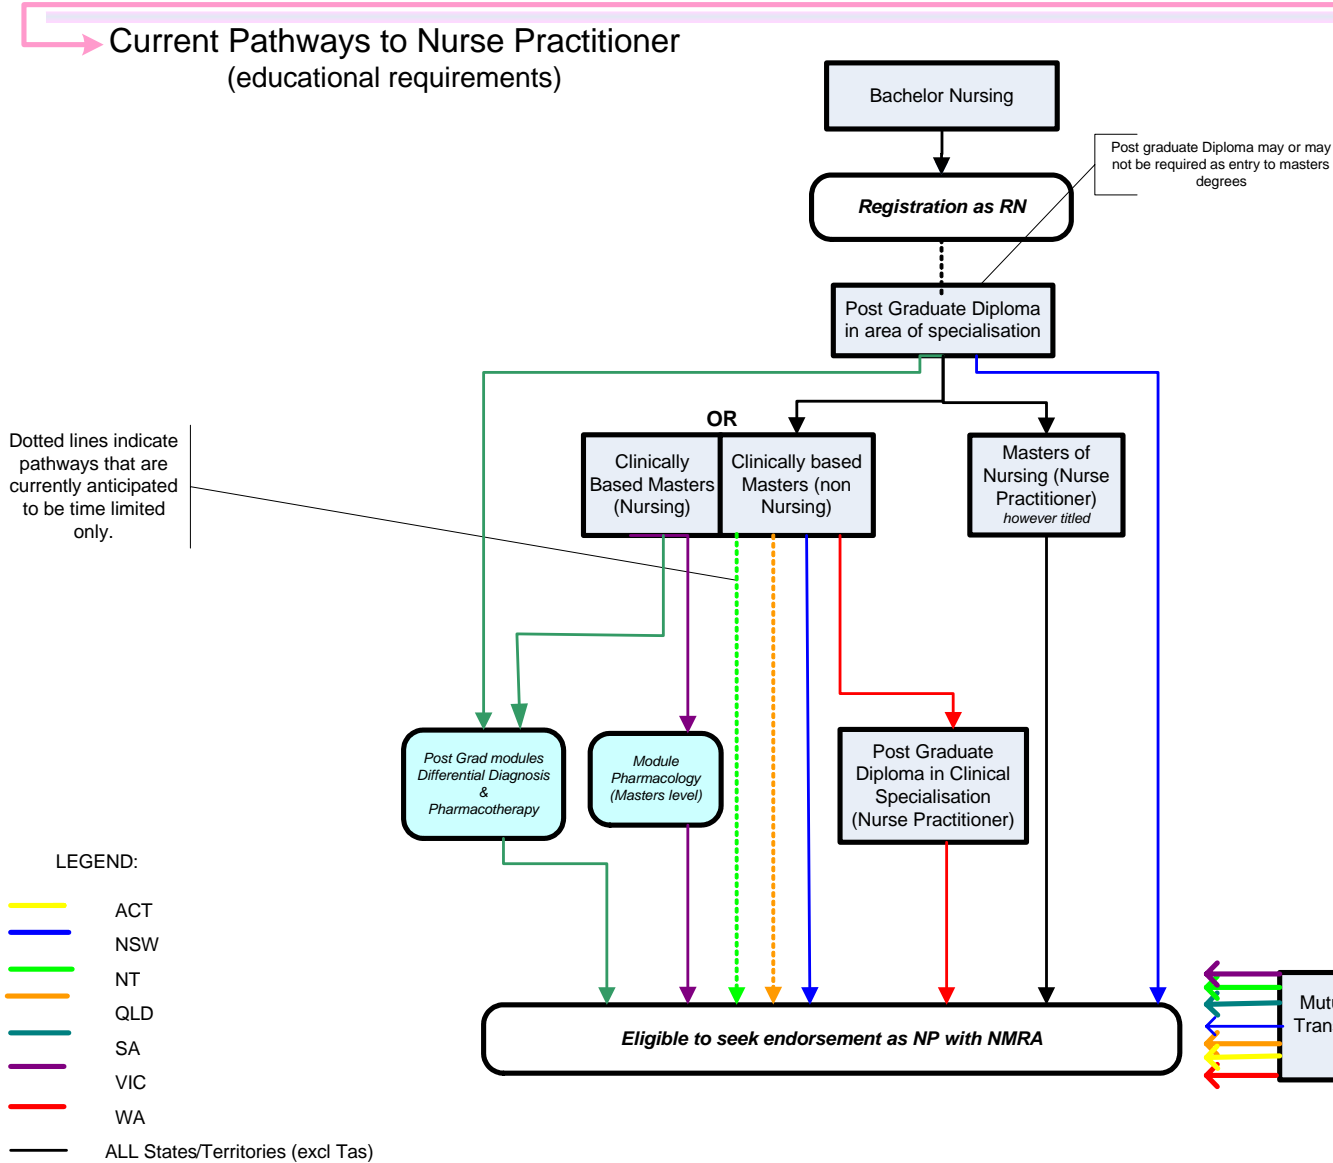 Current Pathways to Nurse Practitioner
(educational requirements)
Bachelor Nursing
Post graduate Diploma may or may
not be required as entry to masters
degrees
Registration as RN
Post Graduate Diploma
in area of specialisation
OR
Dotted lines indicate
pathways that are
currently anticipated
to be time limited
only.
Clinically
Based Masters
(Nursing)
Clinically based
Masters (non
Nursing)
Masters of
Nursing (Nurse
Practitioner)
however titled
Post Grad modules
Differential Diagnosis
&
Pharmacotherapy
Module
Pharmacology
(Masters level)
Post Graduate
Diploma in Clinical
Specialisation
(Nurse Practitioner)
LEGEND:
ACT
NSW
NT
QLD
SA
VIC
WA
ALL States/Territories (excl Tas)
Eligible to seek endorsement as NP with NMRA